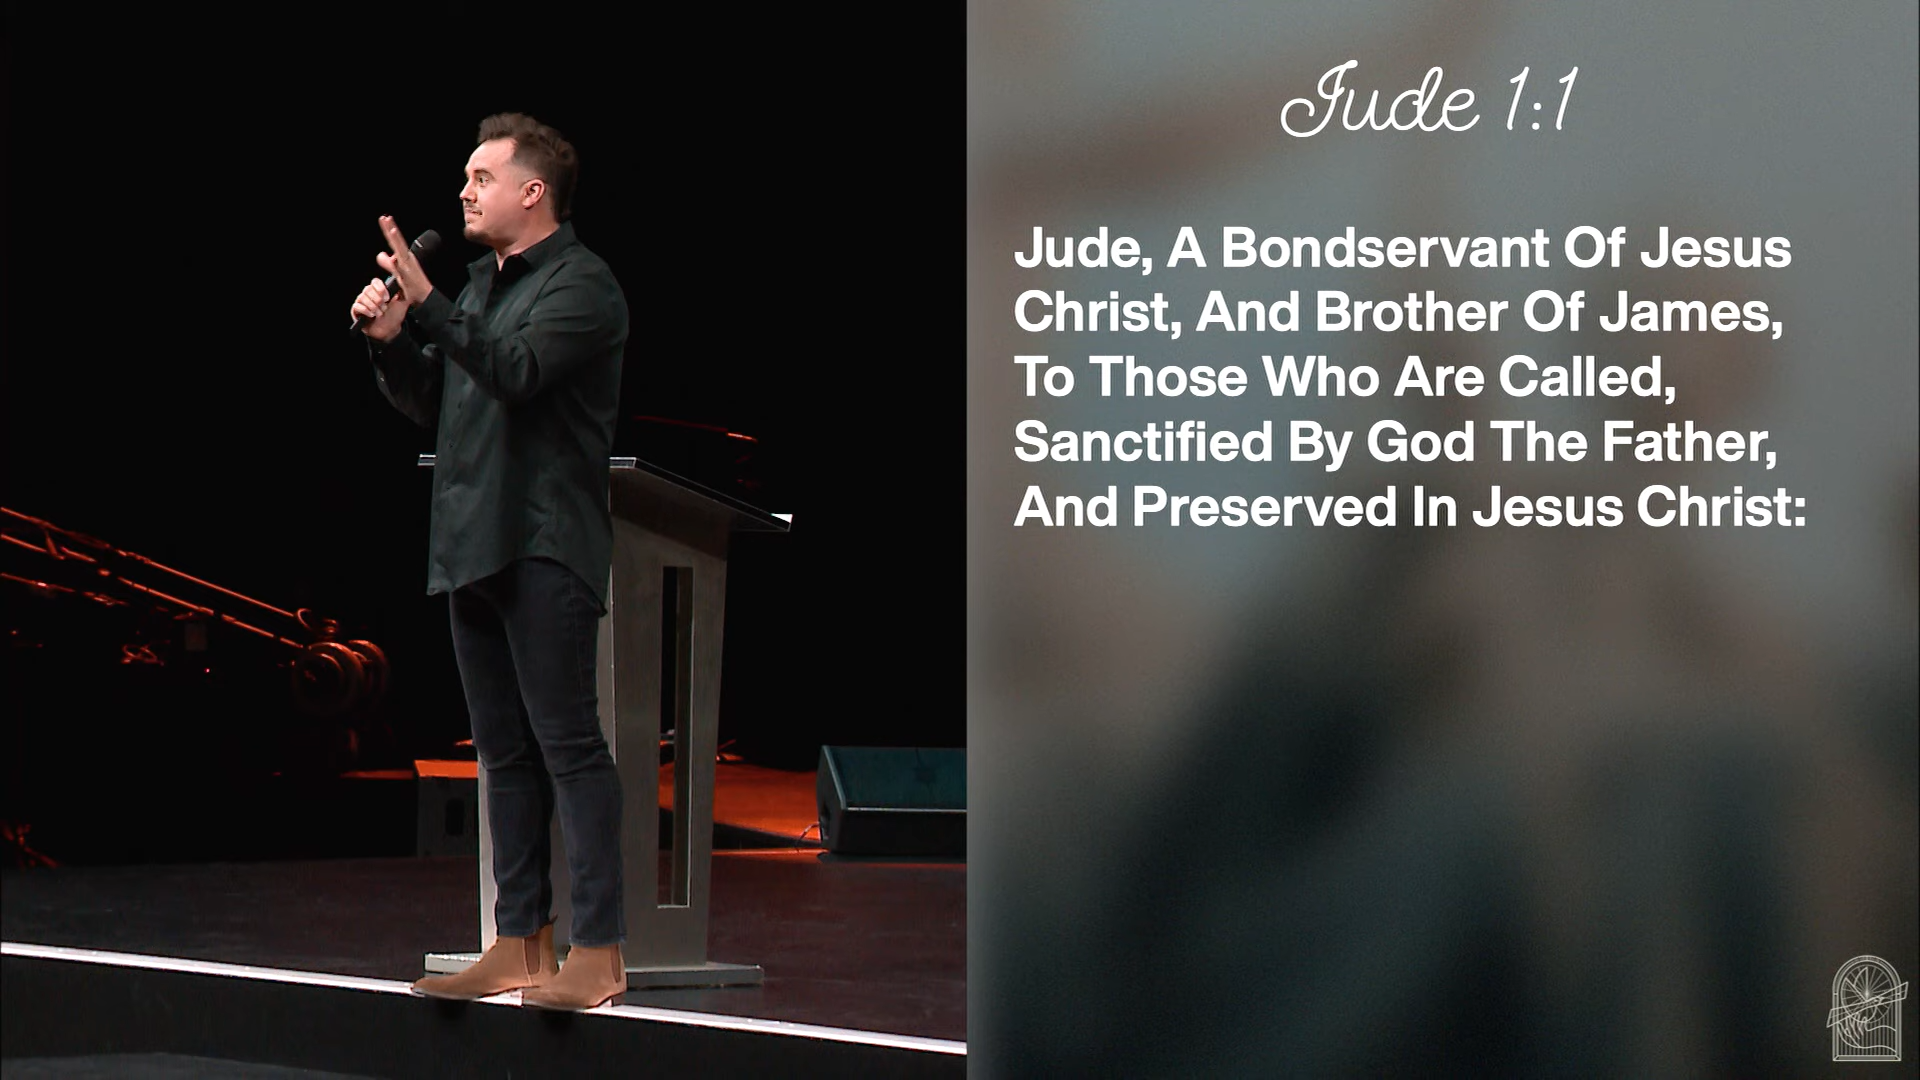 Jude 1:1
Jude, A Bondservant Of Jesus
Christ, And Brother Of James,
To Those Who Are Called,
Sanctified By God The Father,
And Preserved In Jesus Christ: